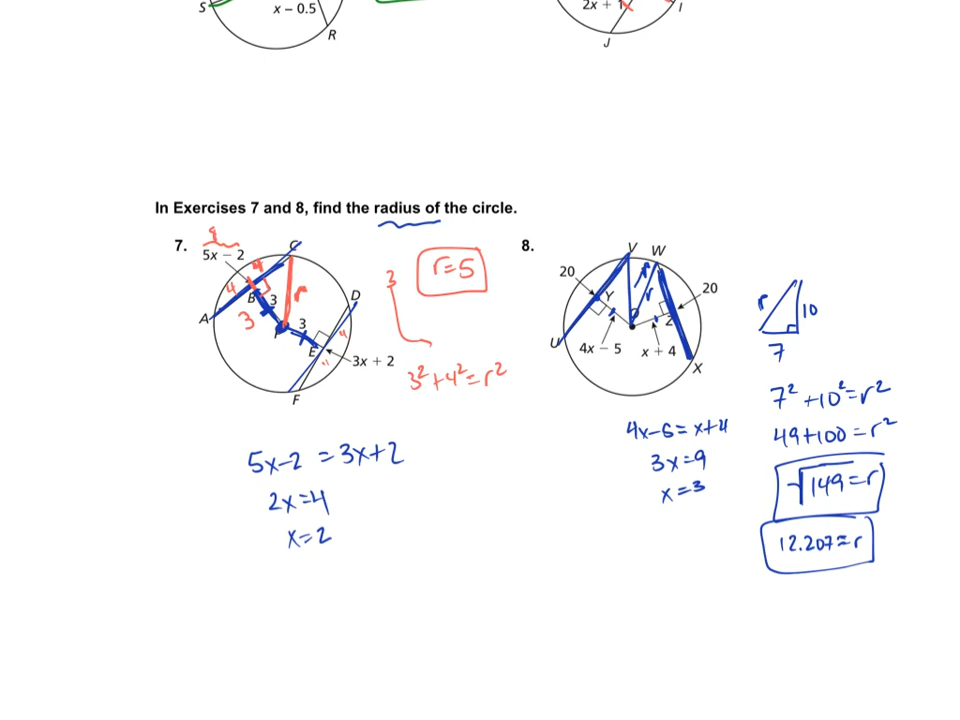 S
x – 0.5
R
2x + 1
I
J
In Exercises 7 and 8, find the radius of the circle.
7.
5x – 2
C
4
4
B
3
3
r
A
P
3
D
E
4
4
3x + 2
F
3
r=5
3² + 4² = r²
5x-2 = 3x+2
2x=4
x=2
8.
20
V
W
20
Y
r
r
U
Z
4x – 5
x + 4
X
r
10
7
4x-5 = x+4
3x=9
x=3
7² + 10² = r²
49+100 = r²
√149 = r
12.207 ≈ r